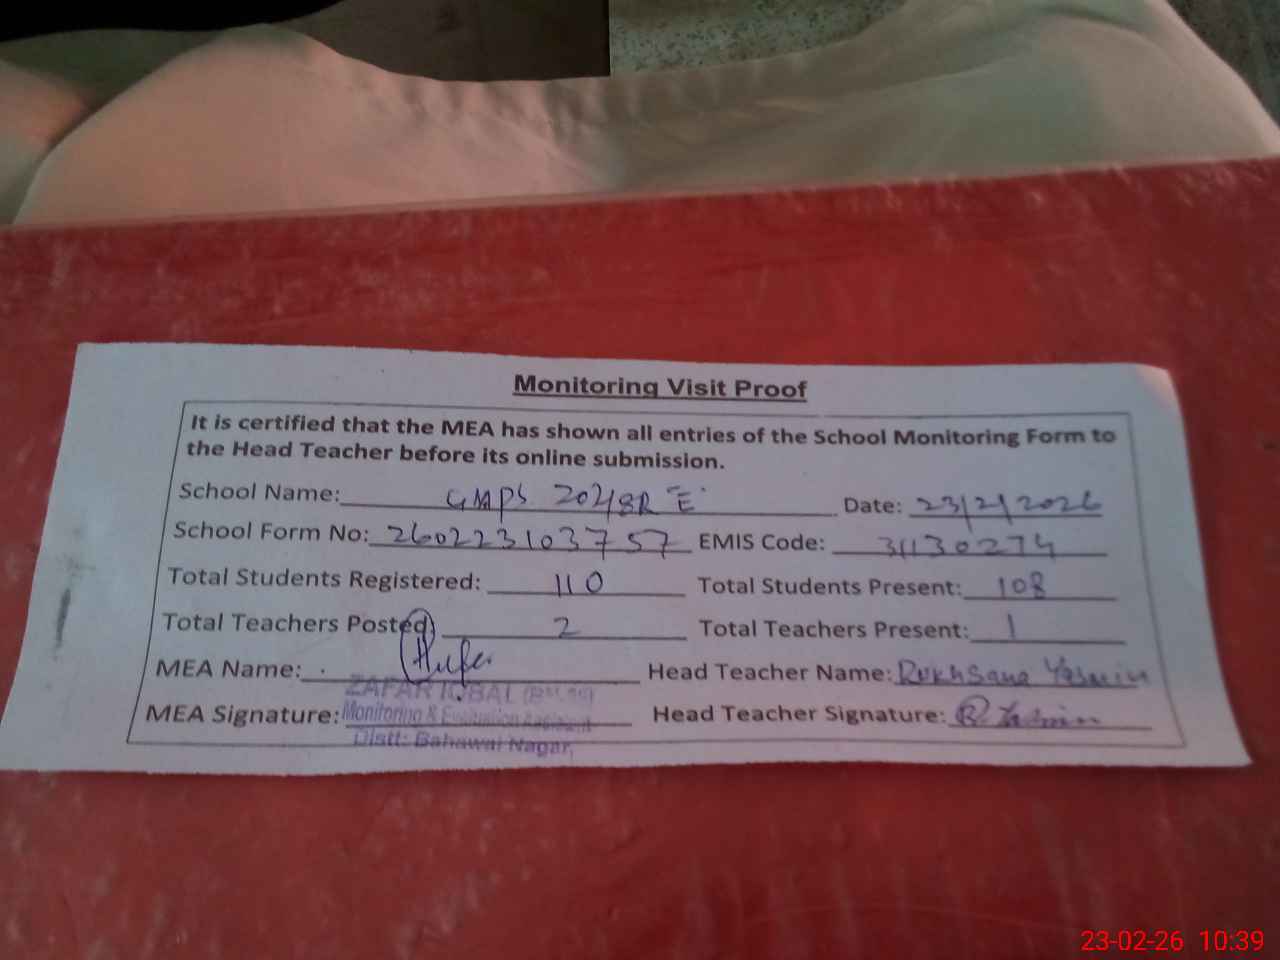 Monitoring Visit Proof
It is certified that the MEA has shown all entries of the School Monitoring Form to
the Head Teacher before its online submission.
School Name: GMPS 204/8R E Date: 23/2/2026
School Form No: 260223103757 EMIS Code: 31130274
Total Students Registered: 110 Total Students Present: 108
Total Teachers Posted: 2 Total Teachers Present: 1
MEA Name: Head Teacher Name: Rukhsana Yasmin
ZAFAR IQBAL
MEA Signature: Monitoring & Evaluation Assistant Head Teacher Signature: R. Yasmin
Distt: Bahawal Nagar,
23-02-26 10:39